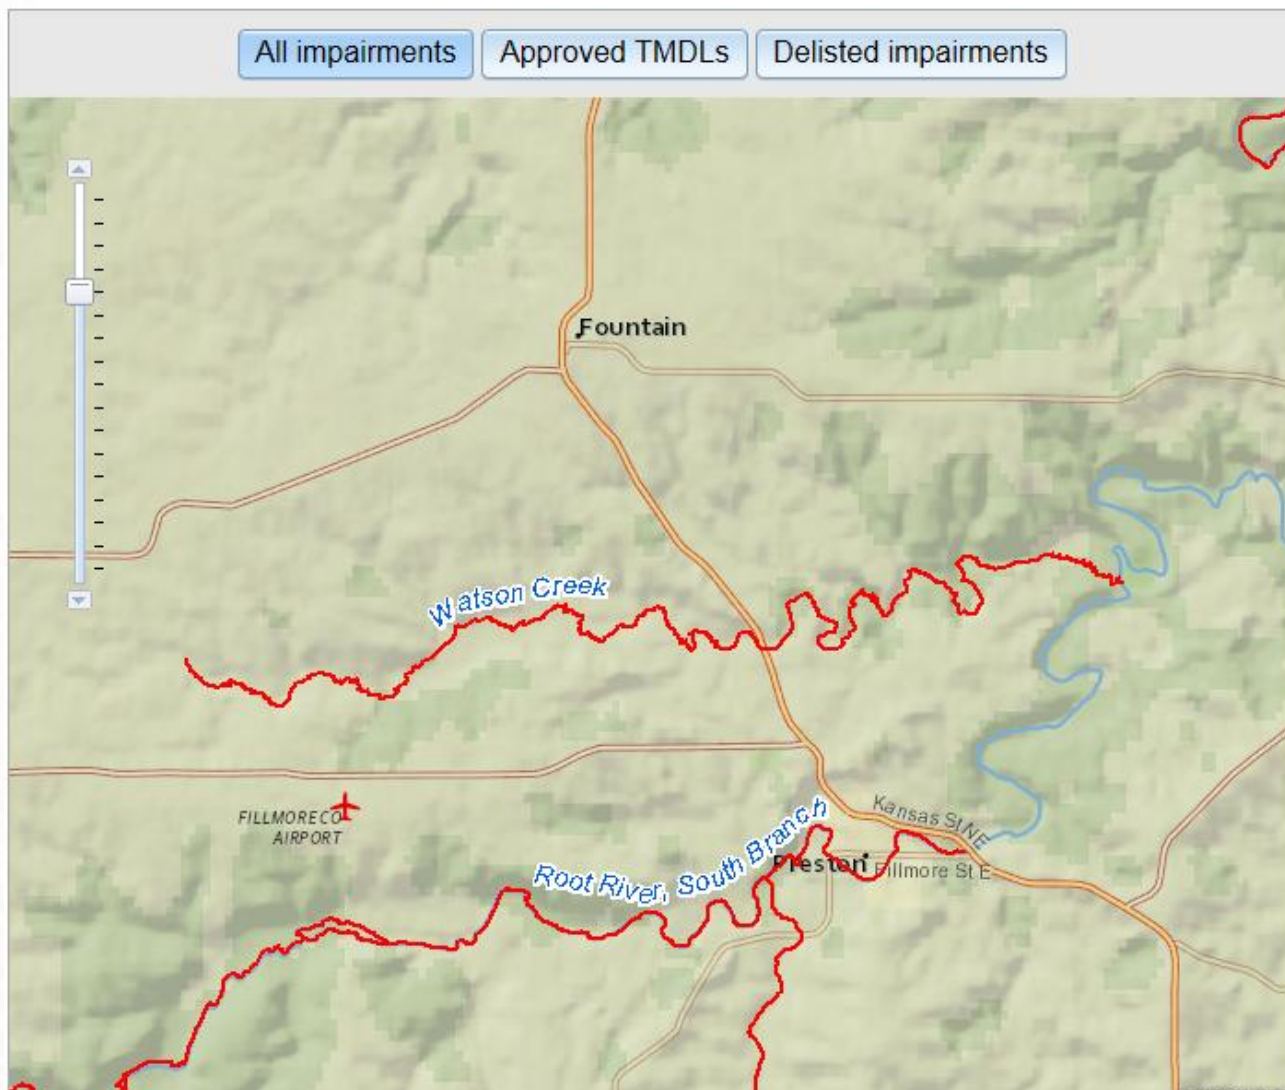 All impairments
Approved TMDLs
Delisted impairments
Fountain
Watson Creek
FILLMORE CO
AIRPORT
Kansas St NE
Root River, South Branch
Preston
Fillmore St E